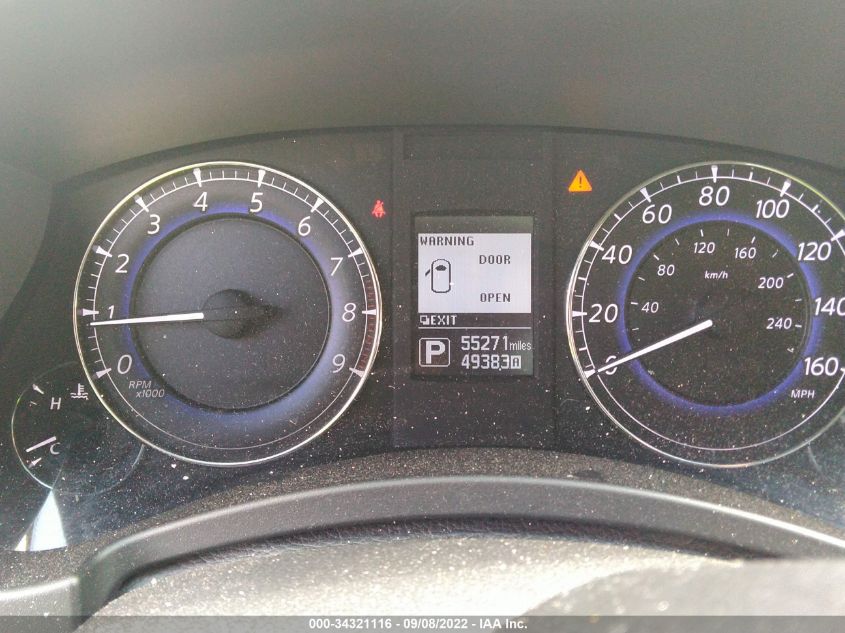 0
1
2
3
4
5
6
7
8
9
RPM
x1000
H
C
WARNING
DOOR
OPEN
EXIT
P
55271 miles
4938.3 A
0
20
40
60
80
100
120
140
160
MPH
40
80
120
160
200
240
km/h
000-34321116 - 09/08/2022 - IAA Inc.